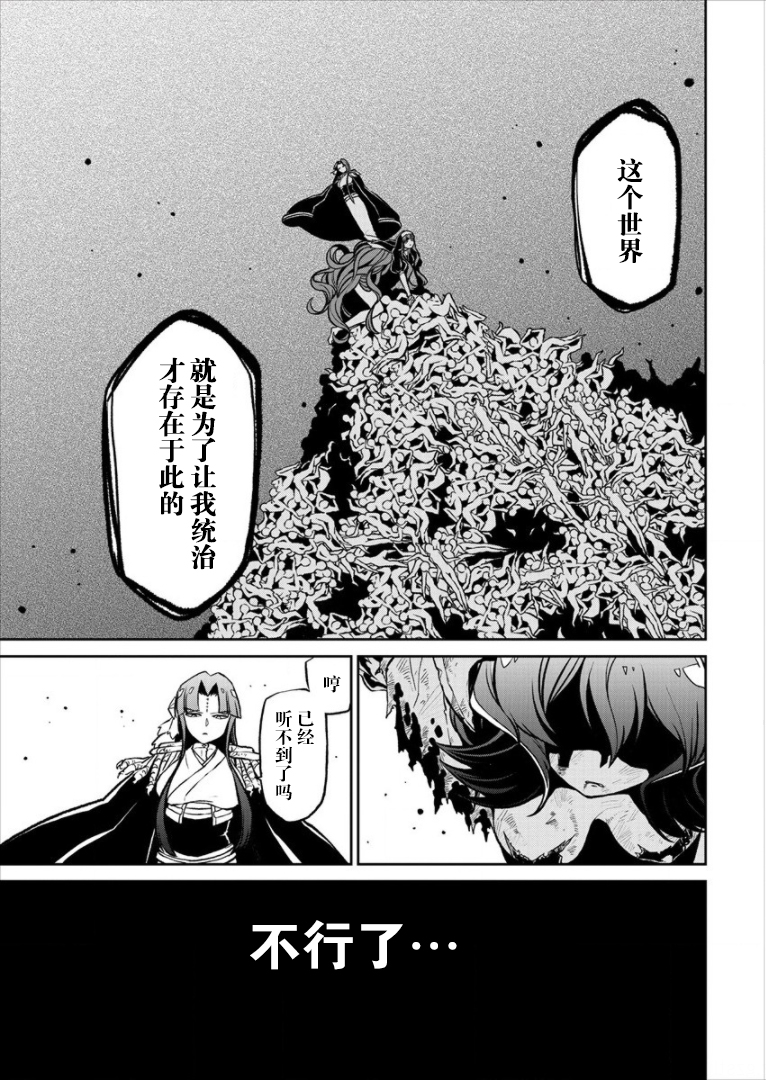 这个世界
就是为了让我统治
才存在于此的
哼
已经
听不到了吗
不行了…